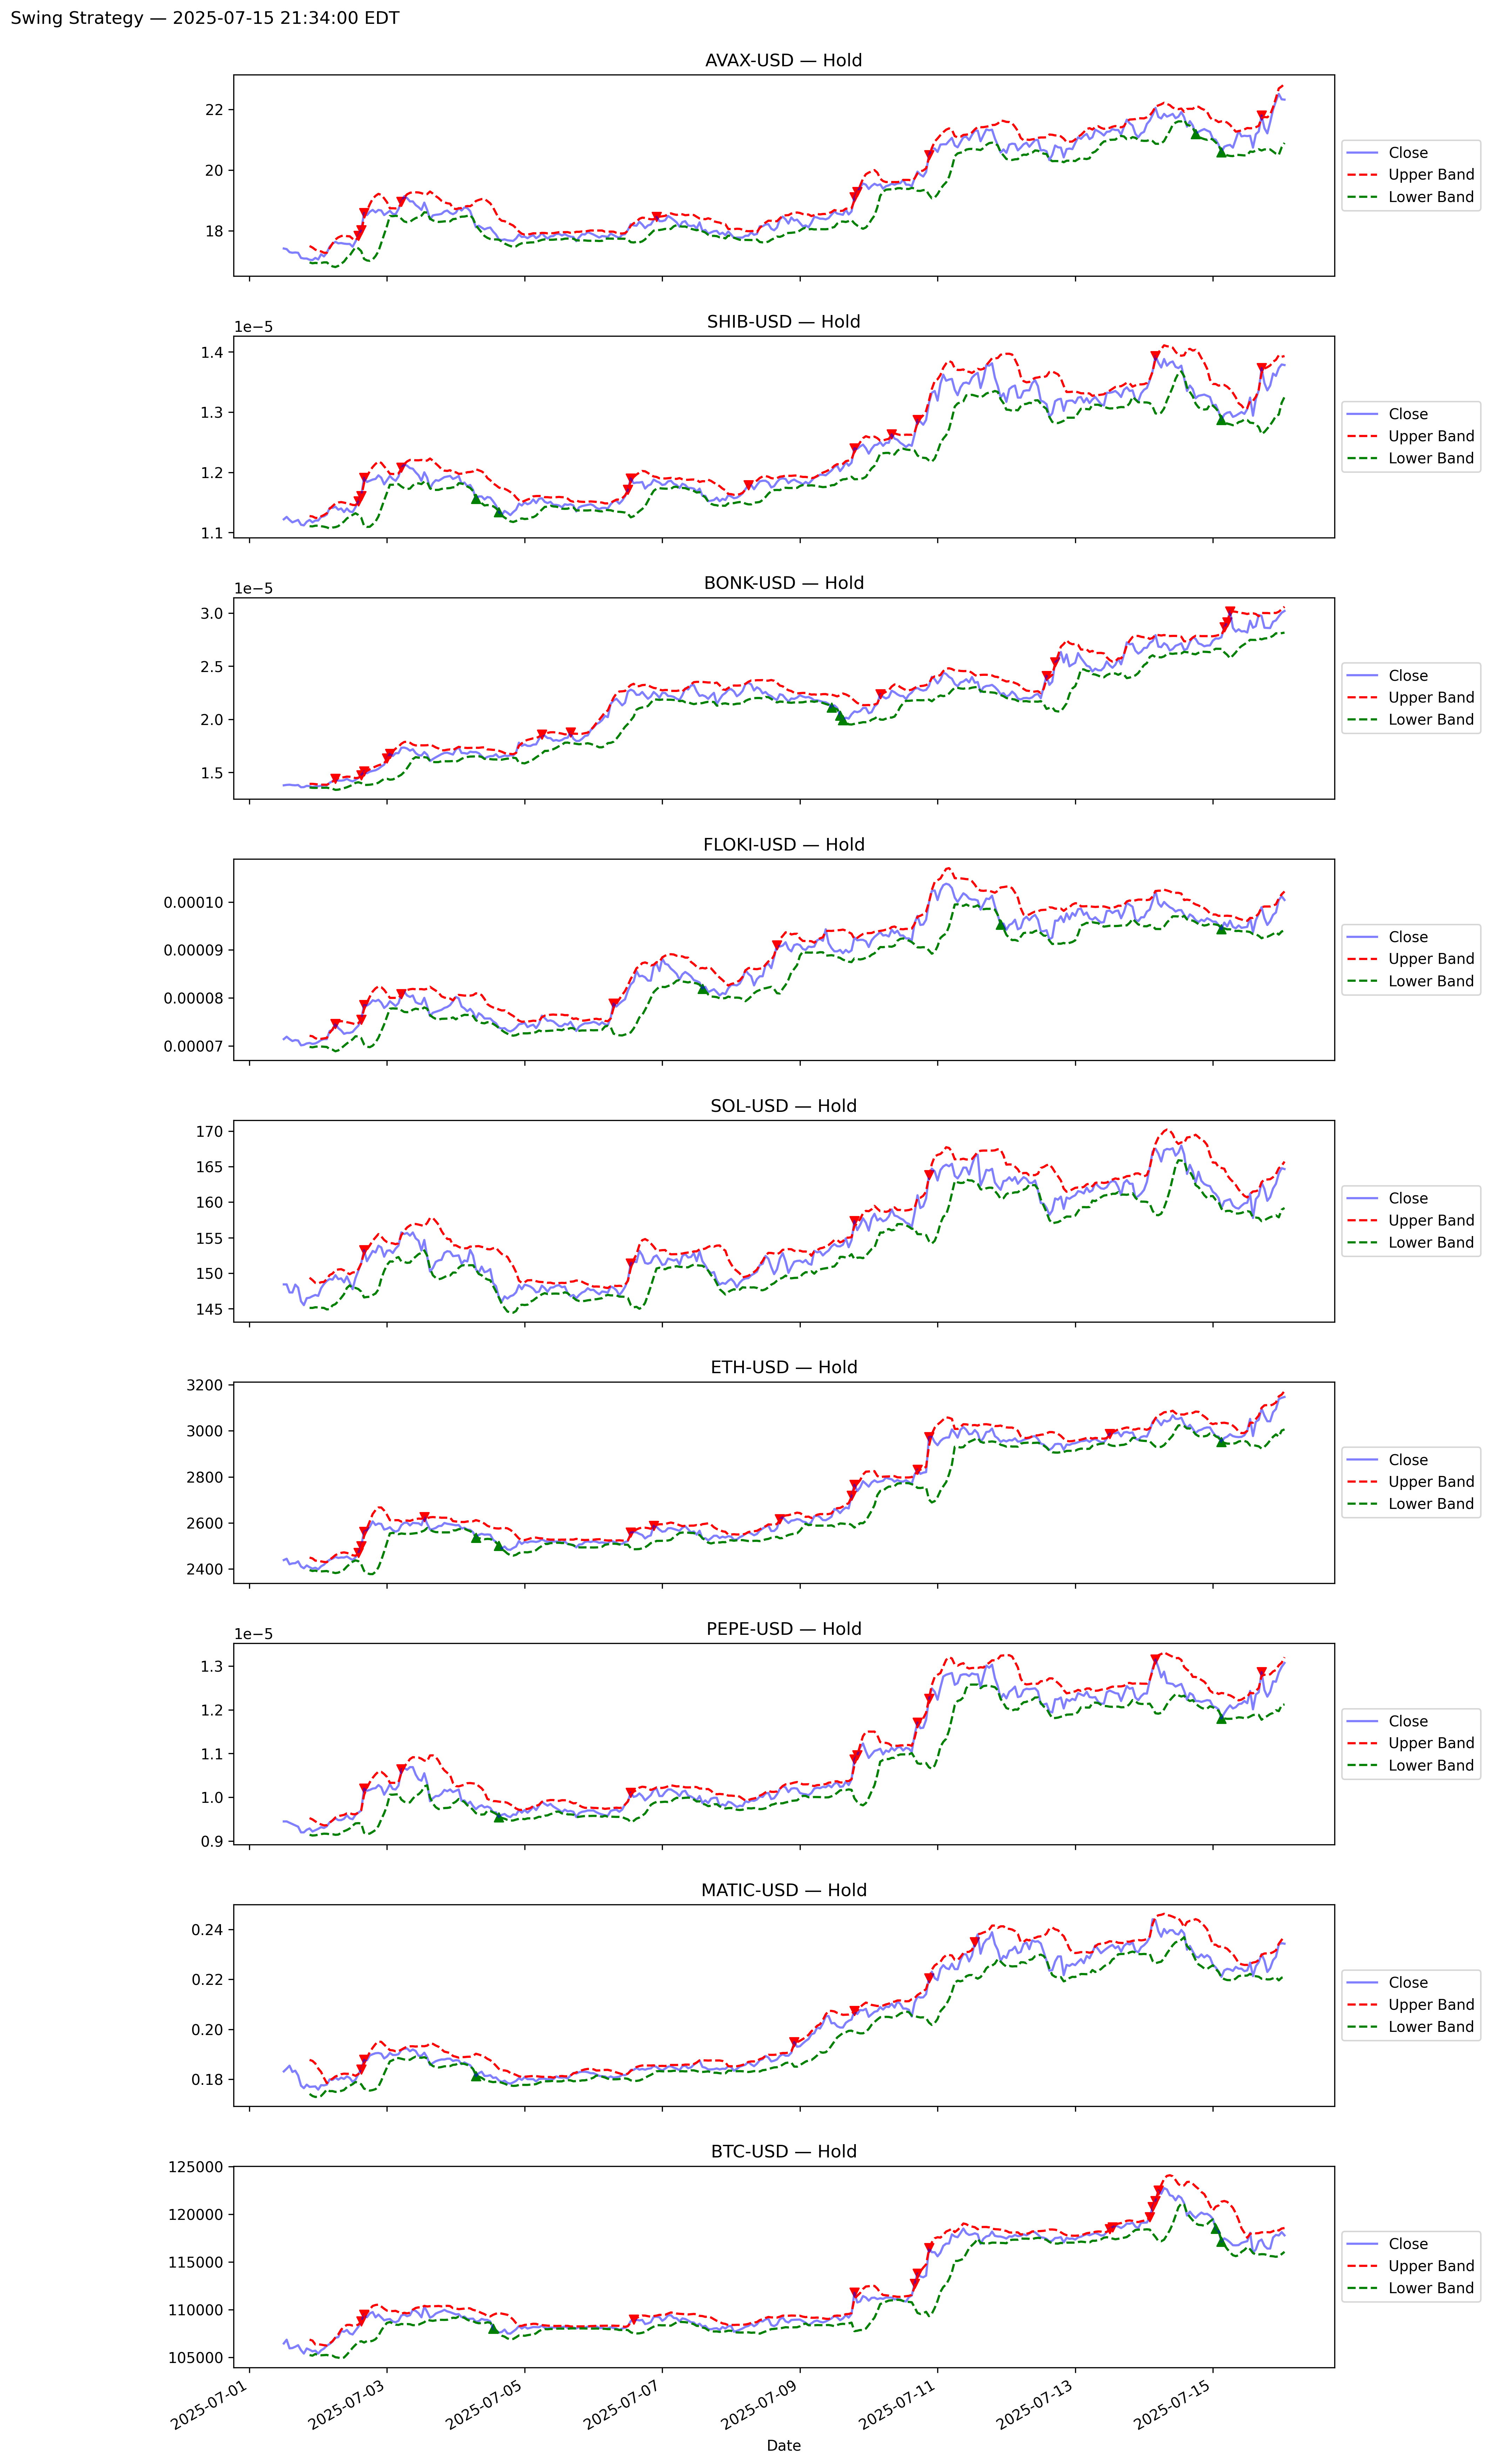 Swing Strategy — 2025-07-15 21:34:00 EDT
AVAX-USD — Hold
22
20
18
Close
Upper Band
Lower Band
SHIB-USD — Hold
1e−5
1.4
1.3
1.2
1.1
Close
Upper Band
Lower Band
BONK-USD — Hold
1e−5
3.0
2.5
2.0
1.5
Close
Upper Band
Lower Band
FLOKI-USD — Hold
0.00010
0.00009
0.00008
0.00007
Close
Upper Band
Lower Band
SOL-USD — Hold
170
165
160
155
150
145
Close
Upper Band
Lower Band
ETH-USD — Hold
3200
3000
2800
2600
2400
Close
Upper Band
Lower Band
PEPE-USD — Hold
1e−5
1.3
1.2
1.1
1.0
0.9
Close
Upper Band
Lower Band
MATIC-USD — Hold
0.24
0.22
0.20
0.18
Close
Upper Band
Lower Band
BTC-USD — Hold
125000
120000
115000
110000
105000
Close
Upper Band
Lower Band
2025-07-01
2025-07-03
2025-07-05
2025-07-07
2025-07-09
2025-07-11
2025-07-13
2025-07-15
Date